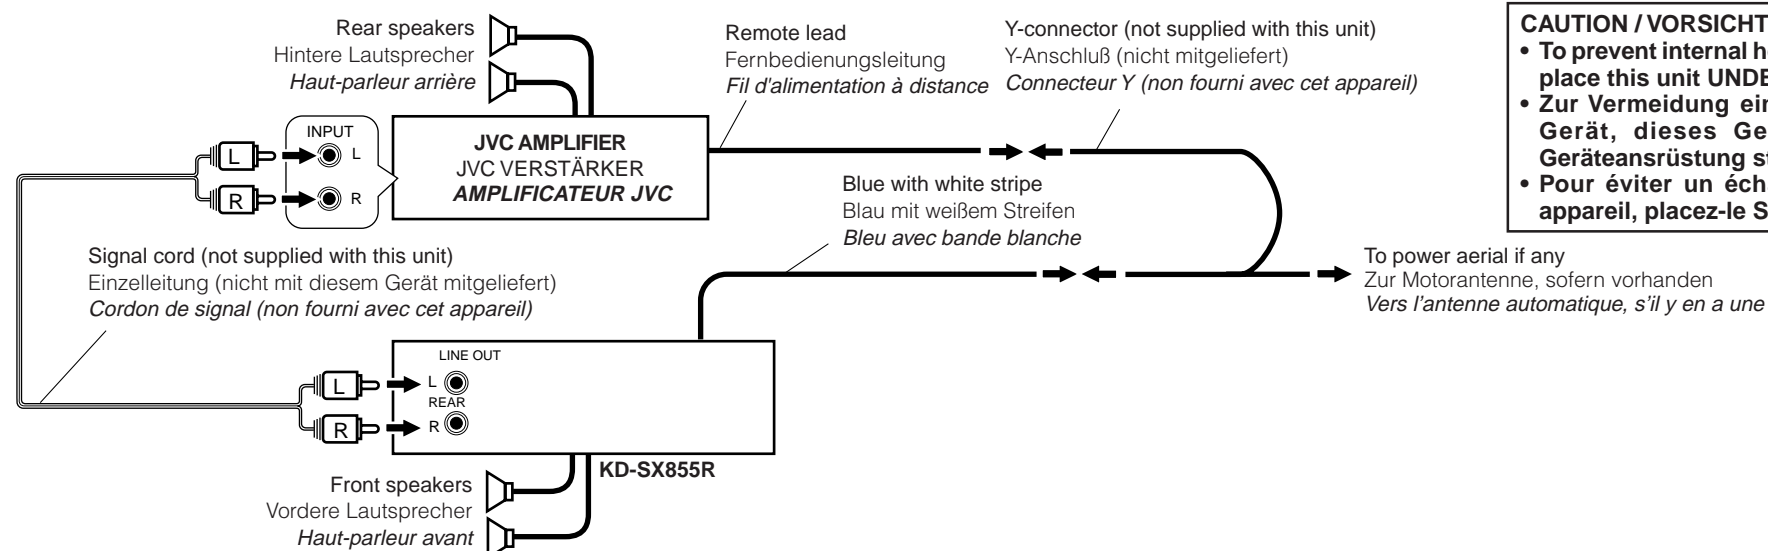 Rear speakers
Hintere Lautsprecher
Haut-parleur arrière
Remote lead
Fernbedienungsleitung
Fil d'alimentation à distance
Y-connector (not supplied with this unit)
Y-Anschluß (nicht mitgeliefert)
Connecteur Y (non fourni avec cet appareil)
CAUTION / VORSICHT
• To prevent internal
place this unit
• Zur Vermeidung
Gerät, dieses
Geräteansrüstung
• Pour éviter un
appareil, placez-le
INPUT
L
L
R
R
JVC AMPLIFIER
JVC VERSTÄRKER
AMPLIFICATEUR JVC
Blue with white stripe
Blau mit weißem Streifen
Bleu avec bande blanche
Signal cord (not supplied with this unit)
Einzelleitung (nicht mit diesem Gerät mitgeliefert)
Cordon de signal (non fourni avec cet appareil)
To power aerial if any
Zur Motorantenne, sofern vorhanden
Vers l'antenne automatique, s'il y en a une
LINE OUT
L
L
REAR
R
R
KD-SX855R
Front speakers
Vordere Lautsprecher
Haut-parleur avant